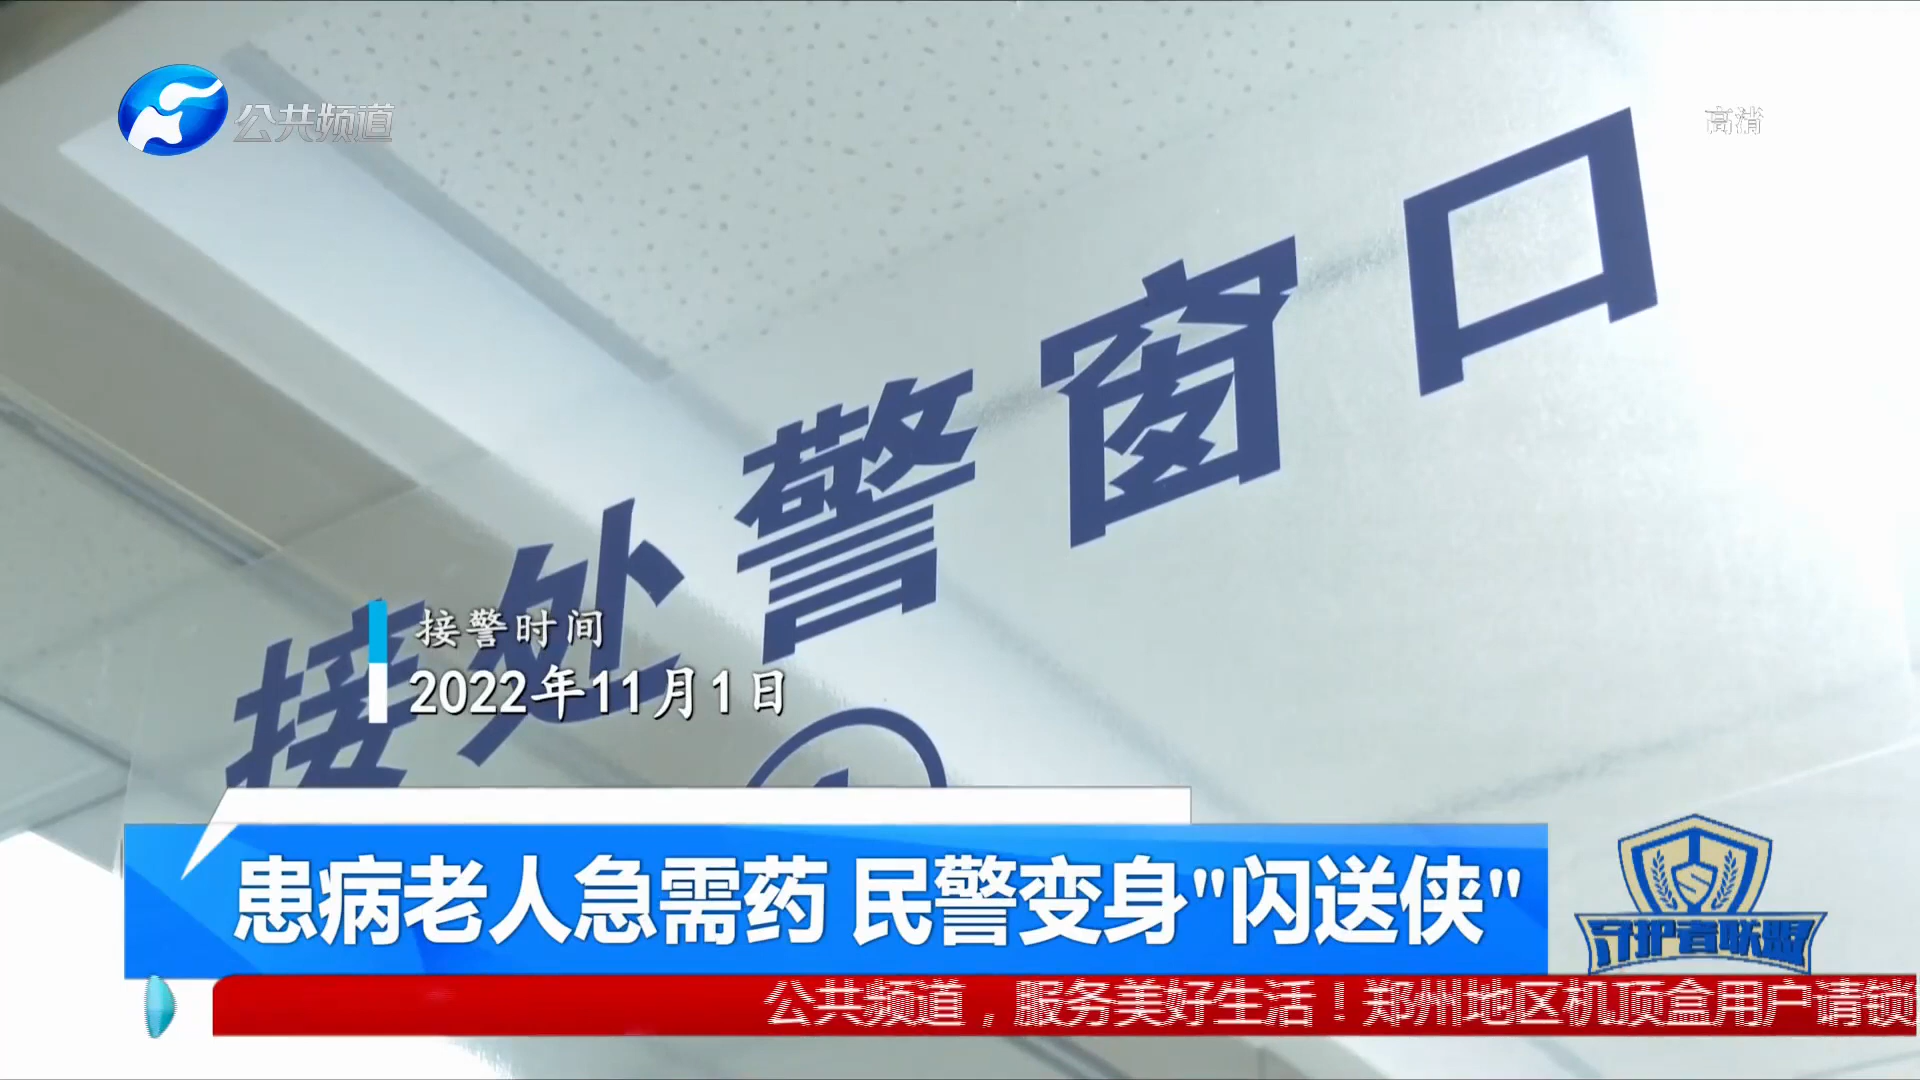 公共频道
高清
接处警窗口
接警时间
2022年11月1日
患病老人急需药 民警变身"闪送侠"
守护者联盟
公共频道，服务美好生活！郑州地区机顶盒用户请锁